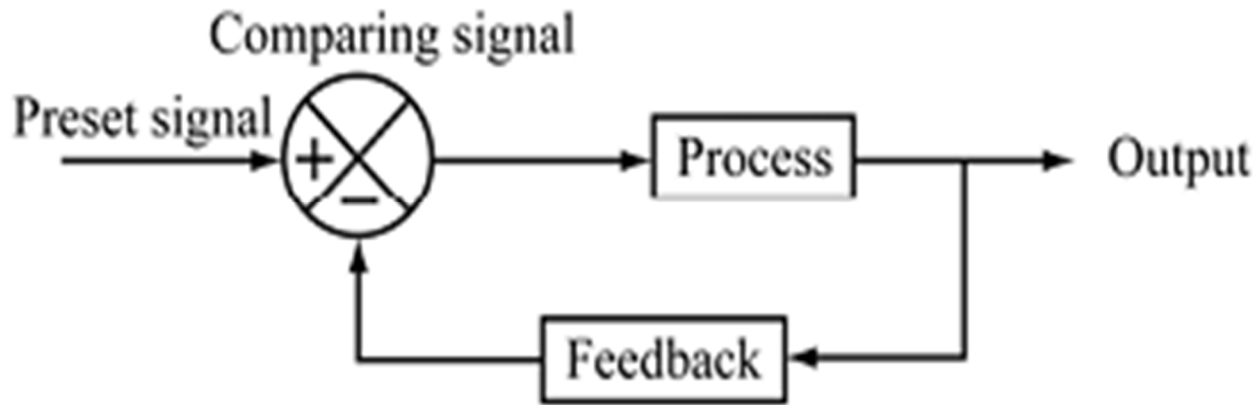 Comparing signal
Preset signal
+
−
Process
Output
Feedback